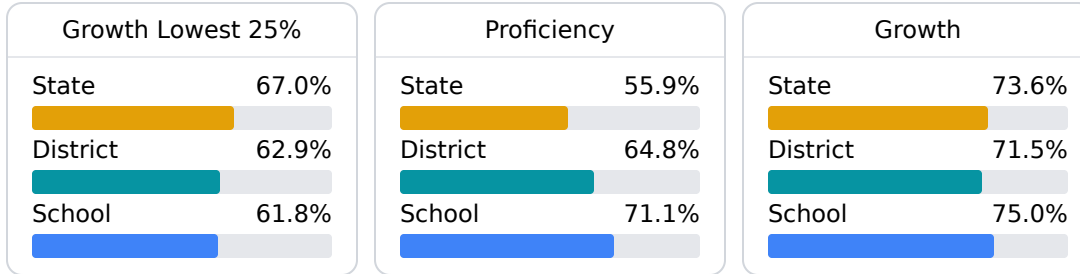 Growth Lowest 25%
State 67.0%
District 62.9%
School 61.8%
Proficiency
State 55.9%
District 64.8%
School 71.1%
Growth
State 73.6%
District 71.5%
School 75.0%